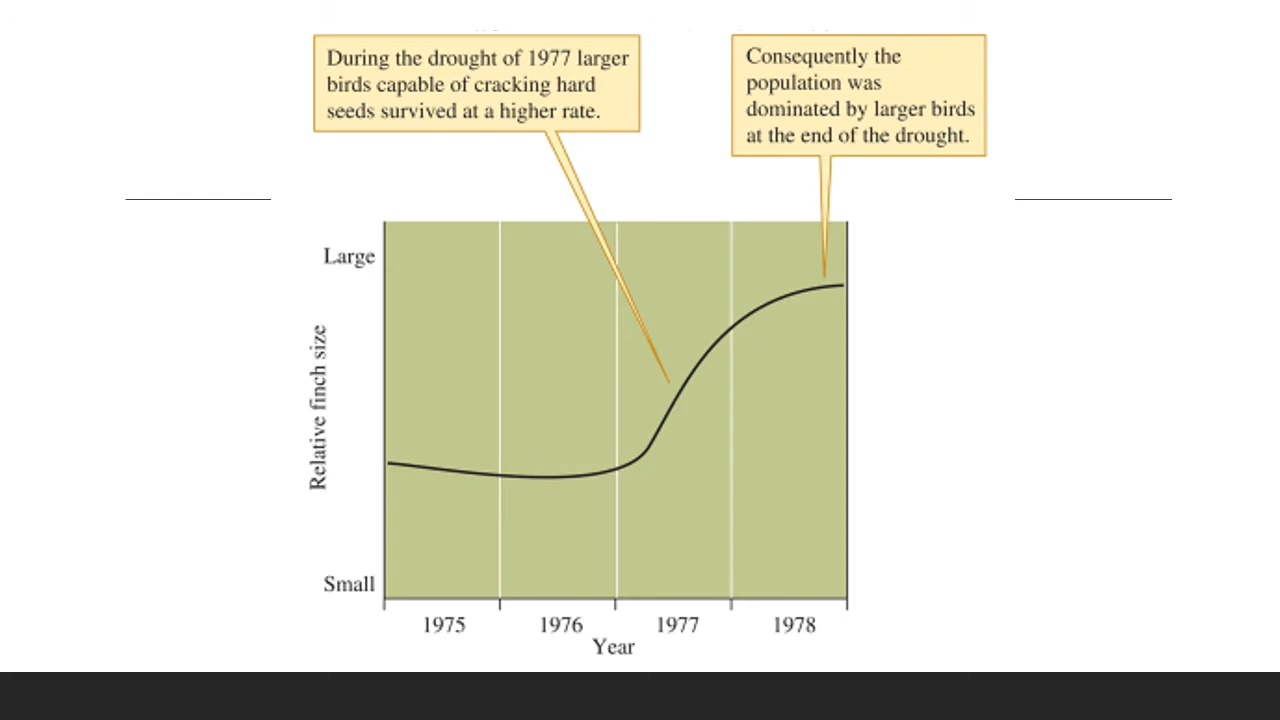 During the drought of 1977 larger
birds capable of cracking hard
seeds survived at a higher rate.
Consequently the
population was
dominated by larger birds
at the end of the drought.
Large
Relative finch size
Small
1975 1976 1977 1978
Year